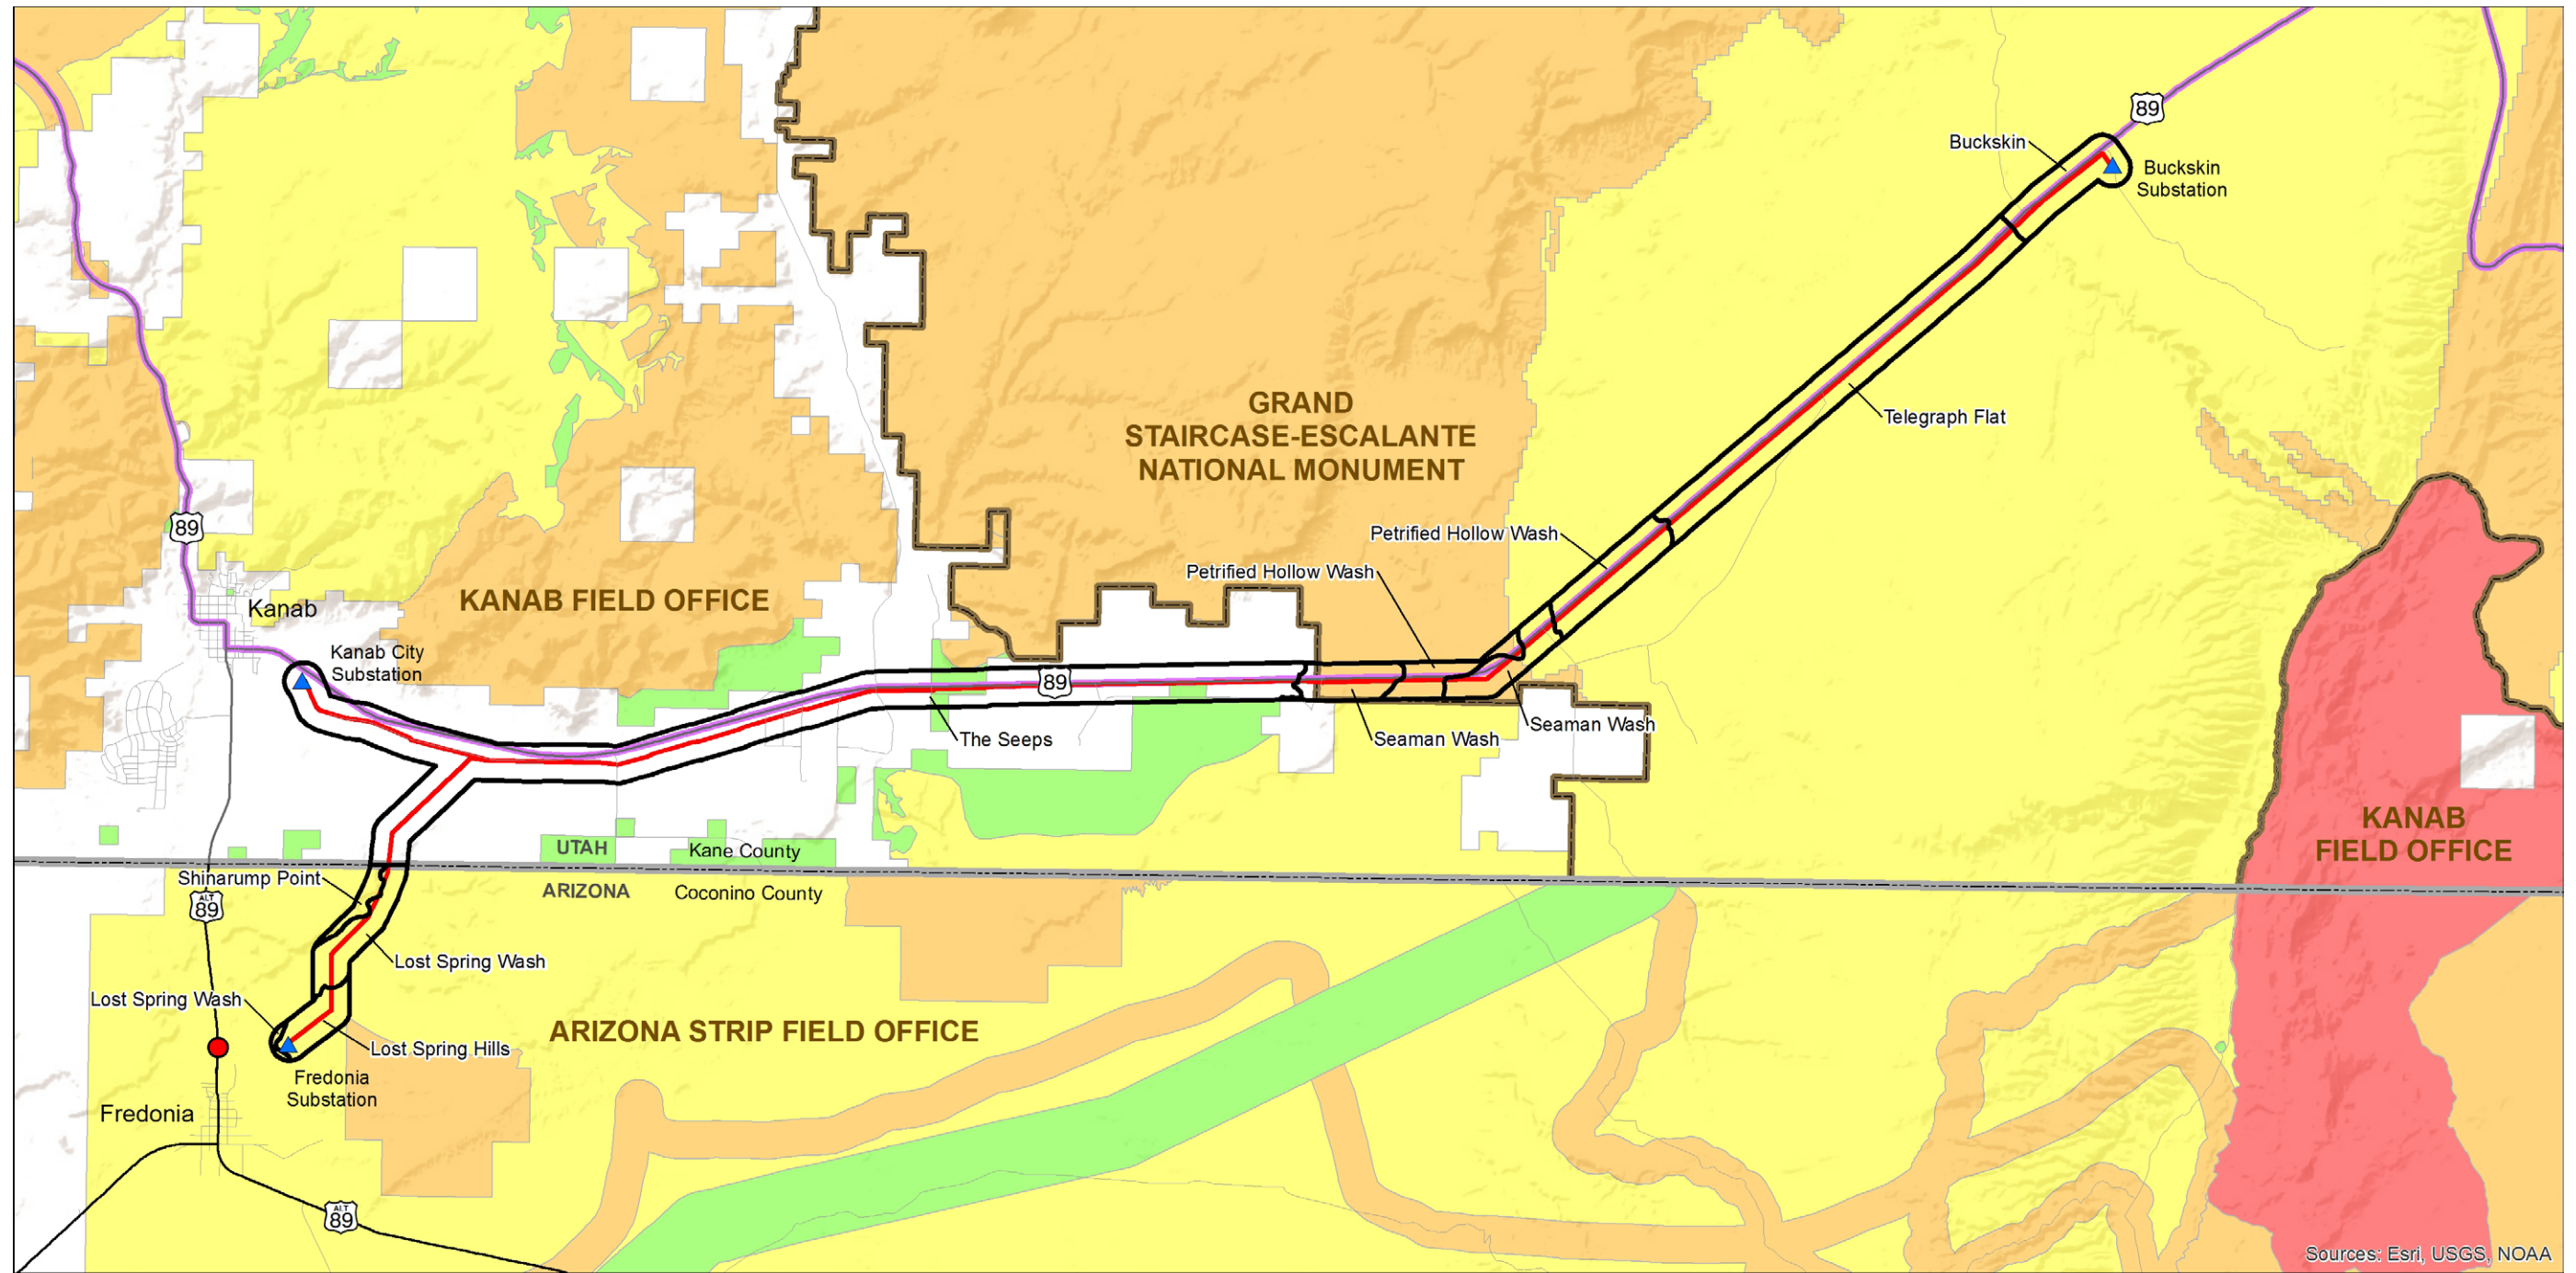 89
Buckskin
Buckskin
Substation
GRAND
STAIRCASE-ESCALANTE
NATIONAL MONUMENT
Telegraph Flat
89
Petrified Hollow Wash
Petrified Hollow Wash
KANAB FIELD OFFICE
Kanab
Kanab City
Substation
89
Seaman Wash
Seaman Wash
The Seeps
KANAB
FIELD OFFICE
UTAH
Kane County
Shinarump Point
ARIZONA
Coconino County
ALT
89
Lost Spring Wash
Lost Spring Wash
ARIZONA STRIP FIELD OFFICE
Lost Spring Hills
Fredonia
Substation
Fredonia
ALT
89
Sources: Esri, USGS, NOAA